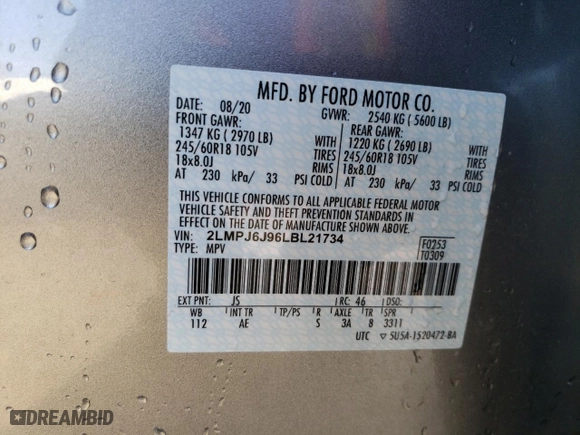 MFD. BY FORD MOTOR CO.
DATE: 08/20 GVWR: 2540 KG ( 5600 LB)
FRONT GAWR: REAR GAWR:
1347 KG ( 2970 LB) WITH 1220 KG ( 2690 LB) WITH
245/60R18 105V TIRES 245/60R18 105V TIRES
18x8.0J RIMS 18x8.0J RIMS
AT 230 kPa/ 33 PSI COLD AT 230 kPa/ 33 PSI COLD
THIS VEHICLE CONFORMS TO ALL APPLICABLE FEDERAL MOTOR
VEHICLE SAFETY AND THEFT PREVENTION STANDARDS IN
EFFECT ON THE DATE OF MANUFACTURE SHOWN ABOVE.
VIN: 2LMPJ6J96LBL21734 F0253
TYPE: MPV T0309
EXT PNT: JS RC: 46 DSO:
WB INT TR TP/PS R AXLE TR SPR
112 AE S 3A 8 3311
UTC ▽ 5U5A-1520472-BA
DREAMBID